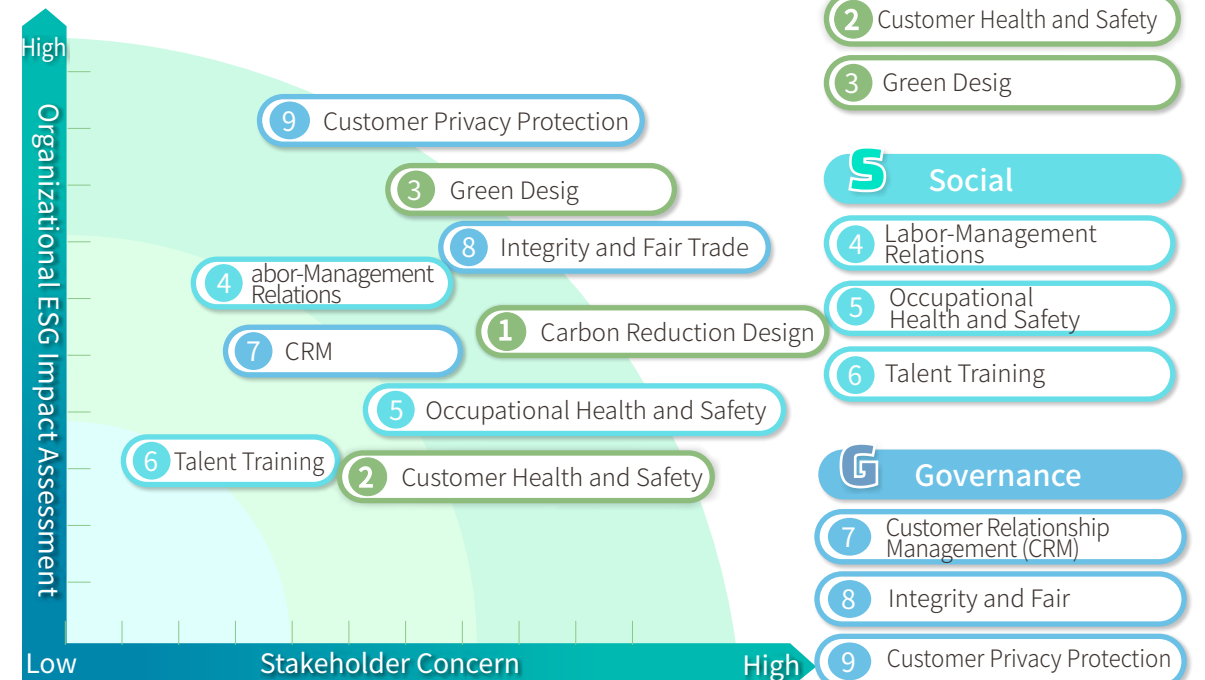 High
Organizational ESG Impact Assessment
9 Customer Privacy Protection
3 Green Desig
8 Integrity and Fair Trade
4 abor-Management
Relations
1 Carbon Reduction Design
7 CRM
5 Occupational Health and Safety
6 Talent Training
2 Customer Health and Safety
Low
Stakeholder Concern
High
2 Customer Health and Safety
3 Green Desig
S Social
4 Labor-Management
Relations
5 Occupational
Health and Safety
6 Talent Training
G Governance
7 Customer Relationship
Management (CRM)
8 Integrity and Fair
9 Customer Privacy Protection